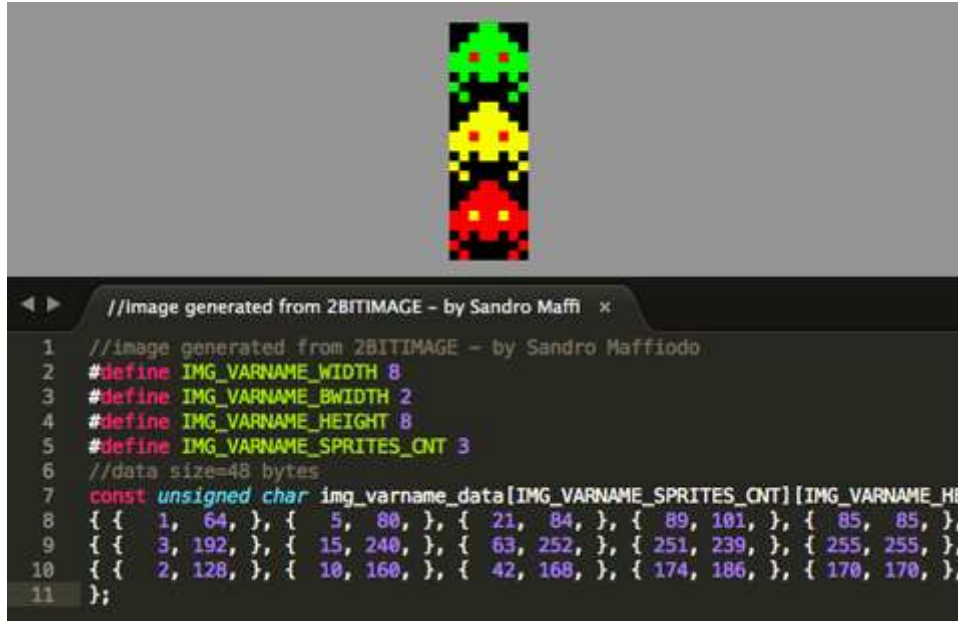 //image generated from 2BITIMAGE - by Sandro Maffi ×
1 //image generated from 2BITIMAGE - by Sandro Maffiodo
2 #define IMG_VARNAME_WIDTH 8
3 #define IMG_VARNAME_BWIDTH 2
4 #define IMG_VARNAME_HEIGHT 8
5 #define IMG_VARNAME_SPRITES_CNT 3
6 //data size=48 bytes
7 const unsigned char img_varname_data[IMG_VARNAME_SPRITES_CNT][IMG_VARNAME_HE
8 { { 1, 64, }, { 5, 80, }, { 21, 84, }, { 89, 101, }, { 85, 85, },
9 { { 3, 192, }, { 15, 240, }, { 63, 252, }, { 251, 239, }, { 255, 255, },
10 { { 2, 128, }, { 10, 160, }, { 42, 168, }, { 174, 186, }, { 170, 170, },
11 };